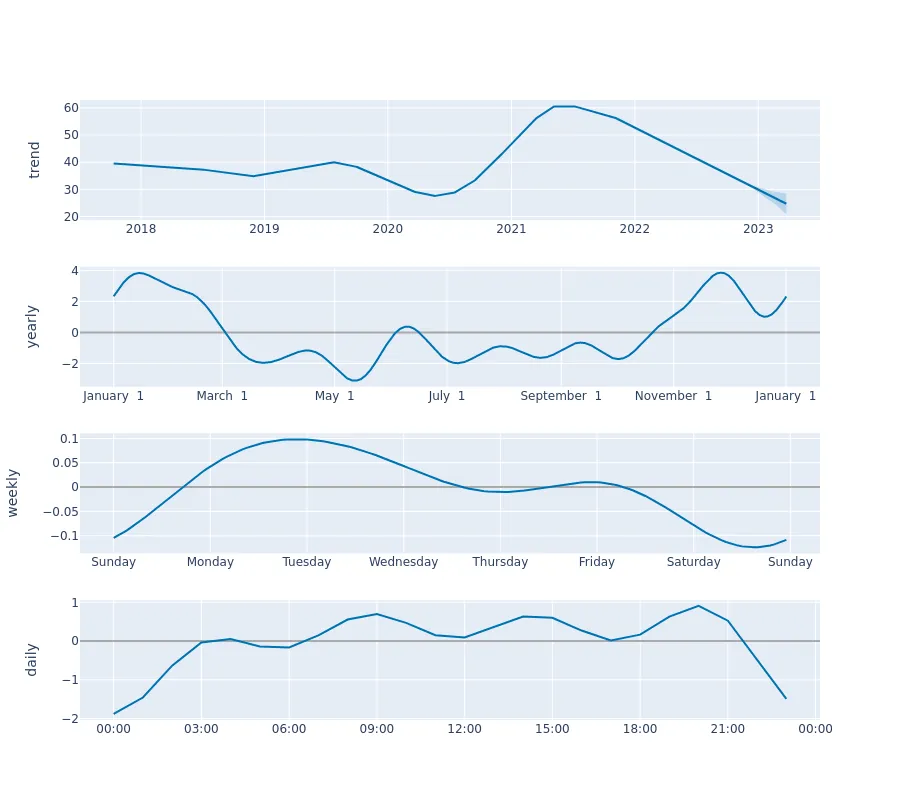 trend
60
50
40
30
20
2018 2019 2020 2021 2022 2023
yearly
4
2
0
−2
January 1 March 1 May 1 July 1 September 1 November 1 January 1
weekly
0.1
0.05
0
−0.05
−0.1
Sunday Monday Tuesday Wednesday Thursday Friday Saturday Sunday
daily
1
0
−1
−2
00:00 03:00 06:00 09:00 12:00 15:00 18:00 21:00 00:00